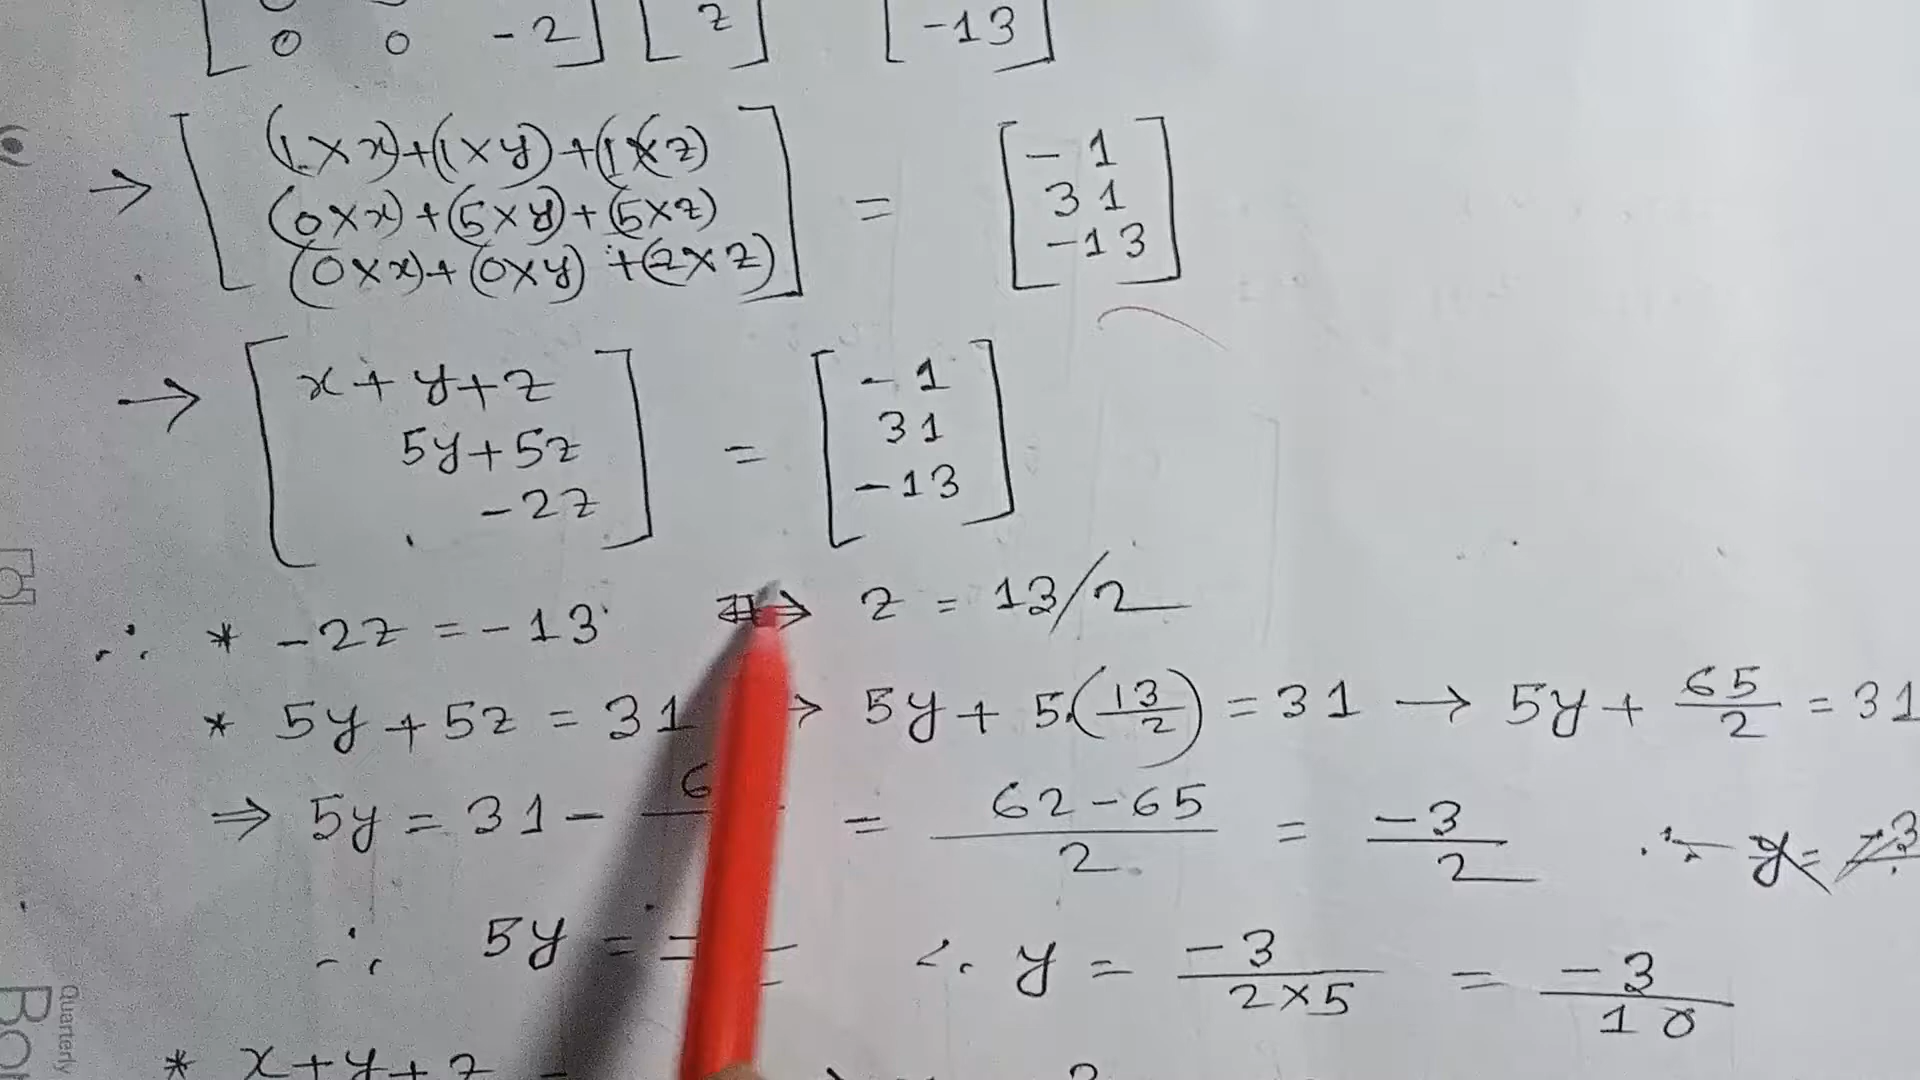 0 0 -2 ] [ z ] [ -13 ]
→ [ (1×x)+(1×y)+(1×z) ] = [ -1 ]
(0×x)+(5×y)+(5×z) 31
(0×x)+(0×y)+(2×z) -13
→ [ x+y+z ] = [ -1 ]
5y+5z 31
-2z -13
∴ * -2z = -13 ⇒ z = 13/2
* 5y+5z = 31 → 5y + 5.(13/2) = 31 → 5y + 65/2 = 31
⇒ 5y = 31 - 6 = 62-65/2 = -3/2 ∴ y=
∴ 5y = ∴ y = -3/2×5 = -3/10
* x+y+z
Quarterly